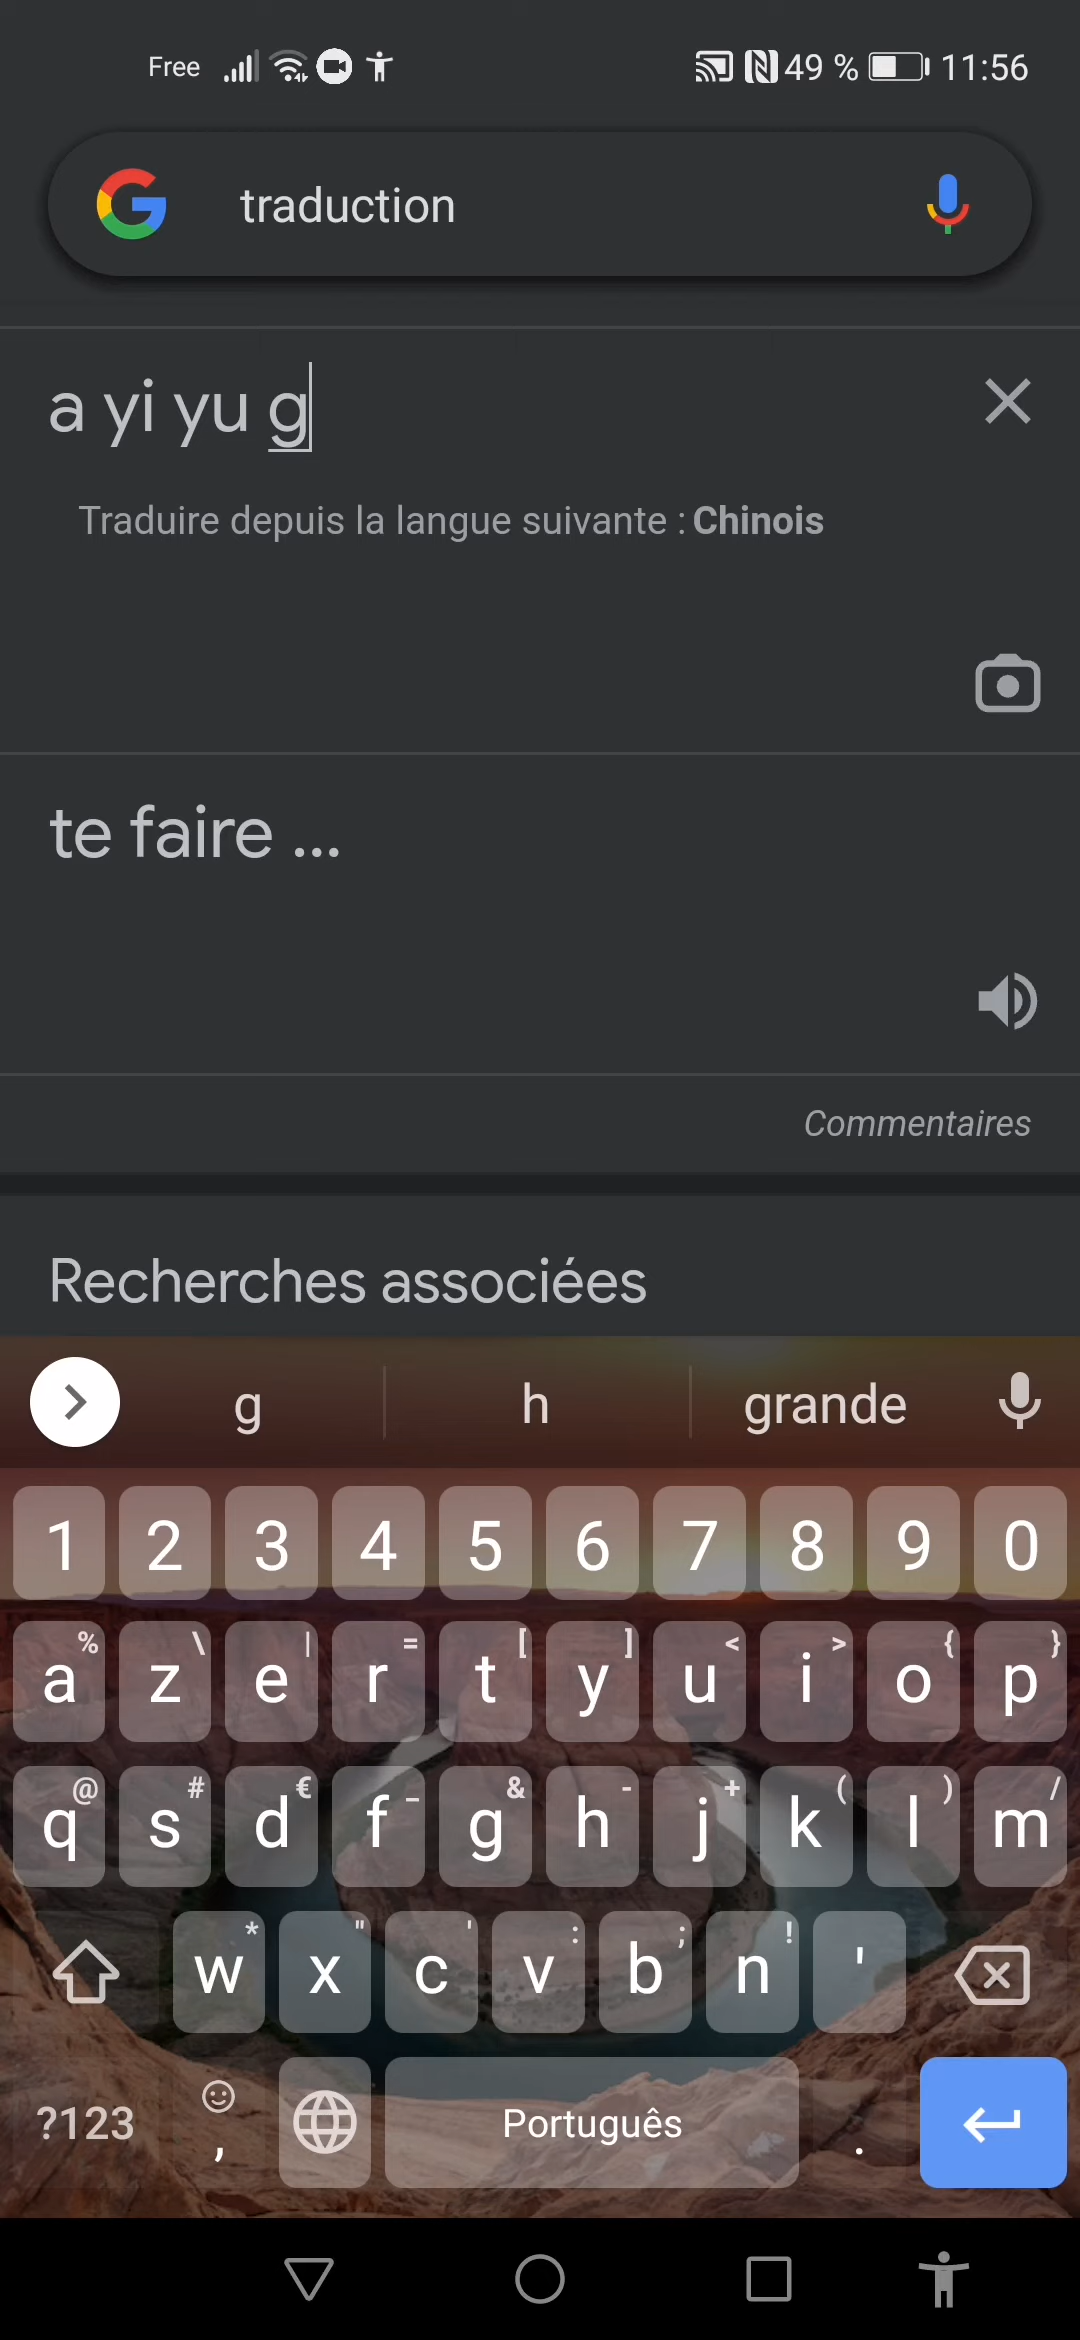 Free 49 % 11:56
traduction
a yi yu g
Traduire depuis la langue suivante : Chinois
te faire ...
Commentaires
Recherches associées
g h grande
1 2 3 4 5 6 7 8 9 0
% \ | = [ ] < > { }
a z e r t y u i o p
@ # € _ & - + ( ) /
q s d f g h j k l m
* " ' : ; !
w x c v b n '
?123 , Português .